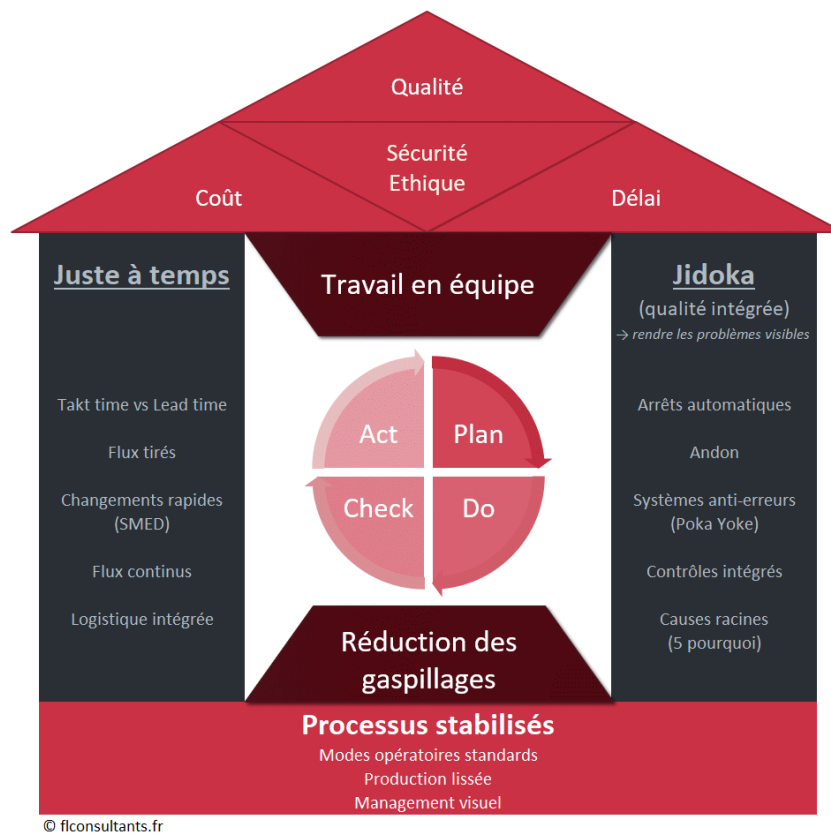 Qualité
Sécurité
Ethique
Coût
Délai
Juste à temps
Takt time vs Lead time
Flux tirés
Changements rapides
(SMED)
Flux continus
Logistique intégrée
Travail en équipe
Act
Plan
Check
Do
Réduction des
gaspillages
Jidoka
(qualité intégrée)
→ rendre les problèmes visibles
Arrêts automatiques
Andon
Systèmes anti-erreurs
(Poka Yoke)
Contrôles intégrés
Causes racines
(5 pourquoi)
Processus stabilisés
Modes opératoires standards
Production lissée
Management visuel
© flconsultants.fr